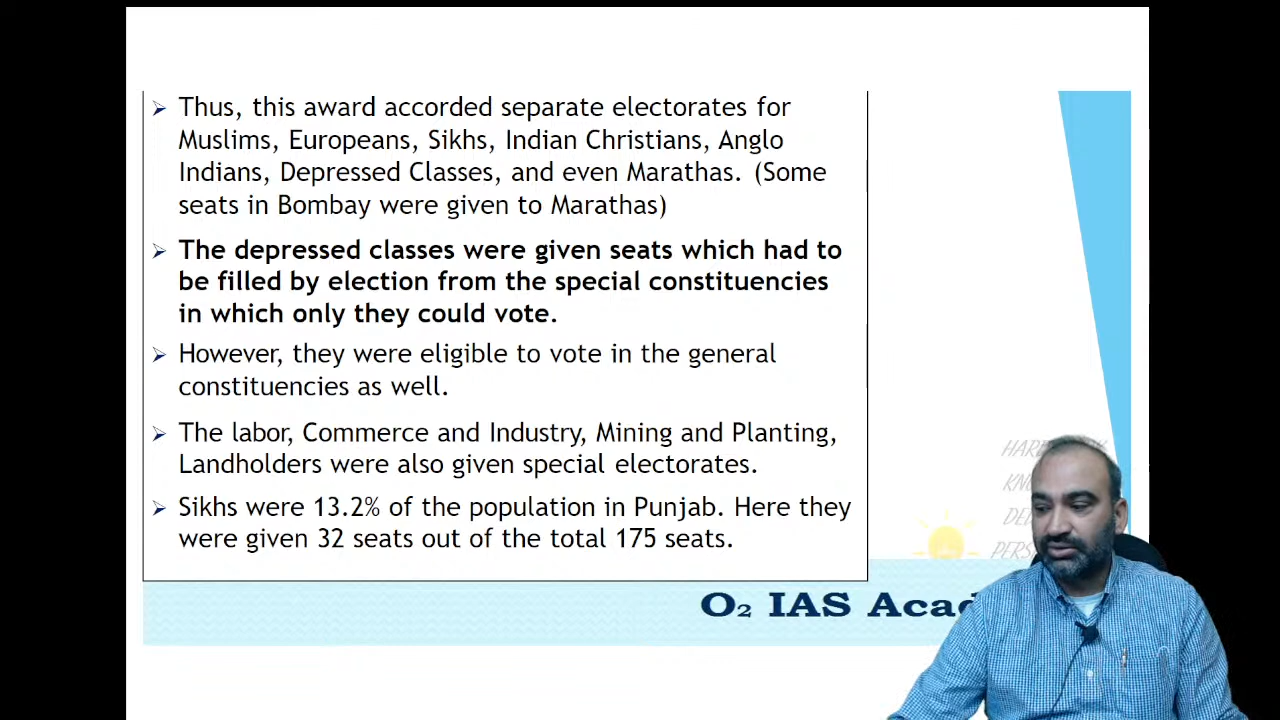 Thus, this award accorded separate electorates for
Muslims, Europeans, Sikhs, Indian Christians, Anglo
Indians, Depressed Classes, and even Marathas. (Some
seats in Bombay were given to Marathas)
The depressed classes were given seats which had to
be filled by election from the special constituencies
in which only they could vote.
However, they were eligible to vote in the general
constituencies as well.
The labor, Commerce and Industry, Mining and Planting,
Landholders were also given special electorates.
Sikhs were 13.2% of the population in Punjab. Here they
were given 32 seats out of the total 175 seats.
O₂ IAS